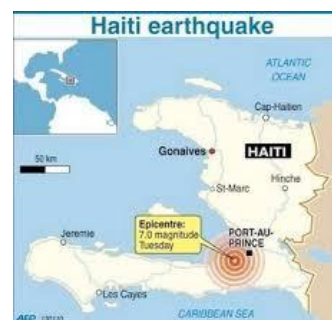 Haiti earthquake
ATLANTIC
OCEAN
Cap-Haitien
Gonaives
HAITI
50 km
Hinche
St-Marc
Epicentre:
7.0 magnitude
Tuesday
PORT-AU-
PRINCE
Jeremie
Les Cayes
CARIBBEAN SEA
AFP